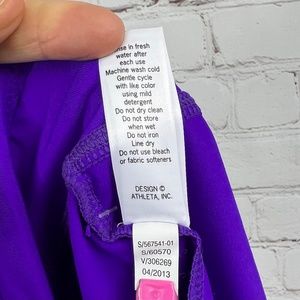 Rinse in fresh
water after
each use
Machine wash cold
Gentle cycle
with like color
using mild
detergent
Do not dry clean
Do not store
when wet
Do not iron
Line dry
Do not use bleach
or fabric softeners
DESIGN ©
ATHLETA, INC.
S/567541-01
S/60570
V/306269
04/2013